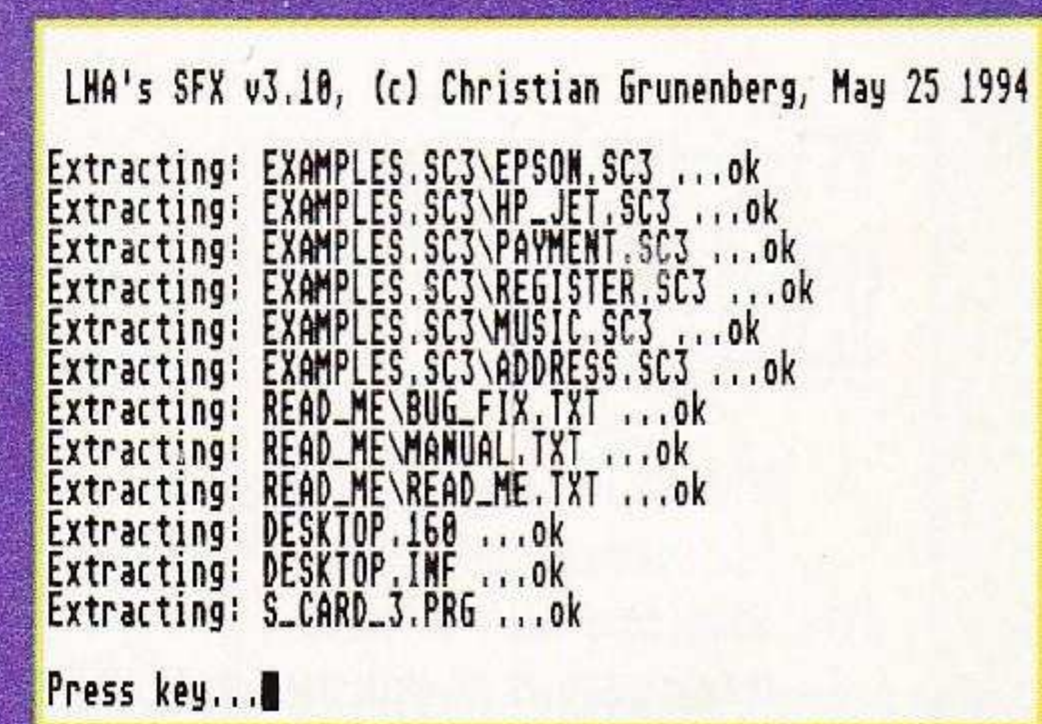 LHA's SFX v3.10, (c) Christian Grunenberg, May 25 1994
Extracting: EXAMPLES.SC3\EPSON.SC3 ...ok
Extracting: EXAMPLES.SC3\HP_JET.SC3 ...ok
Extracting: EXAMPLES.SC3\PAYMENT.SC3 ...ok
Extracting: EXAMPLES.SC3\REGISTER.SC3 ...ok
Extracting: EXAMPLES.SC3\MUSIC.SC3 ...ok
Extracting: EXAMPLES.SC3\ADDRESS.SC3 ...ok
Extracting: READ_ME\BUG_FIX.TXT ...ok
Extracting: READ_ME\MANUAL.TXT ...ok
Extracting: READ_ME\READ_ME.TXT ...ok
Extracting: DESKTOP.160 ...ok
Extracting: DESKTOP.INF ...ok
Extracting: S_CARD_3.PRG ...ok
Press key...